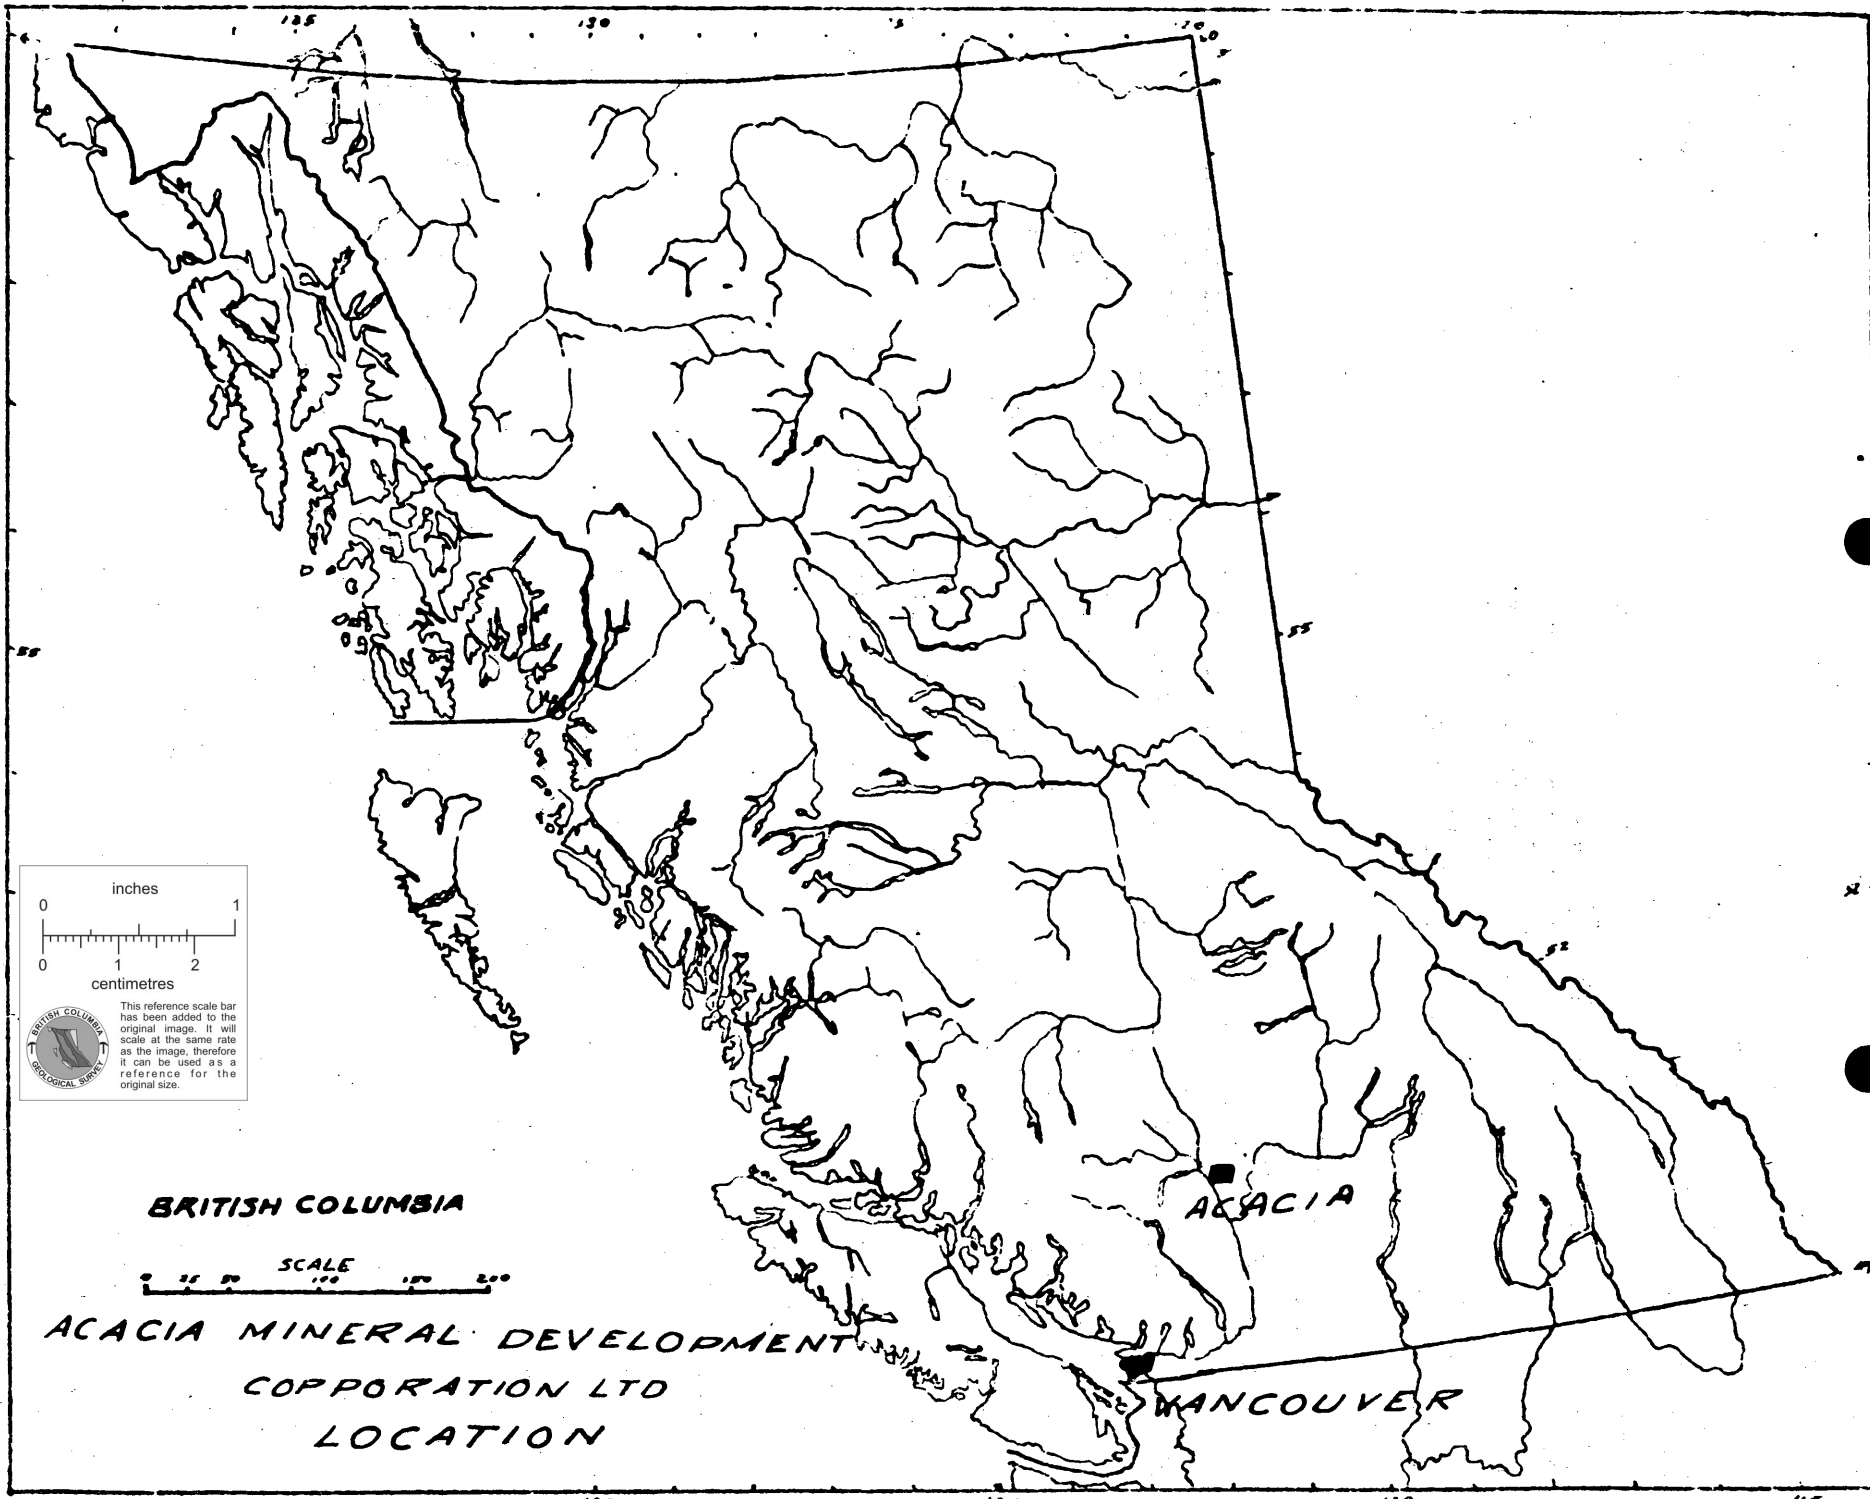 135
130
55
55
52
inches
0 1
0 1 2
centimetres
This reference scale bar
has been added to the
original image. It will
scale at the same rate
as the image, therefore
it can be used as a
reference for the
original size.
BRITISH COLUMBIA
GEOLOGICAL SURVEY
ACACIA
BRITISH COLUMBIA
SCALE
0 25 50 100 150 200
ACACIA MINERAL DEVELOPMENT
COPPORATION LTD
LOCATION
VANCOUVER